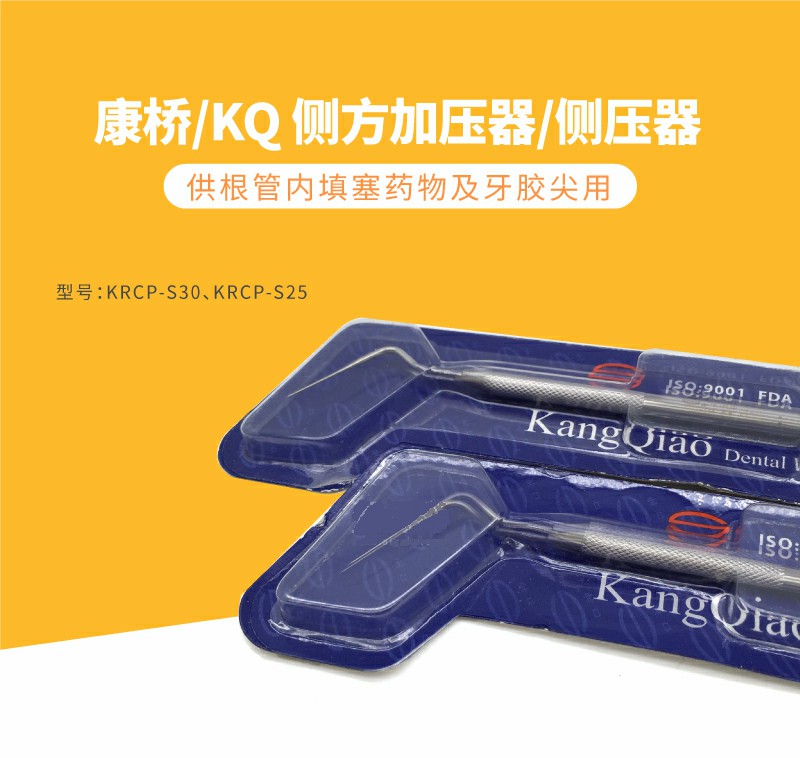 康桥/KQ 侧方加压器/侧压器
供根管内填塞药物及牙胶尖用
型号：KRCP-S30、KRCP-S25
ISO:9001 FDA
KangQiao Dental
ISO:
KangQiao